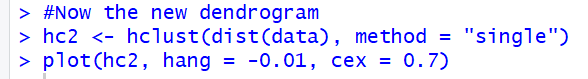 > #Now the new dendrogram
> hc2 <- hclust(dist(data), method = "single")
> plot(hc2, hang = -0.01, cex = 0.7)